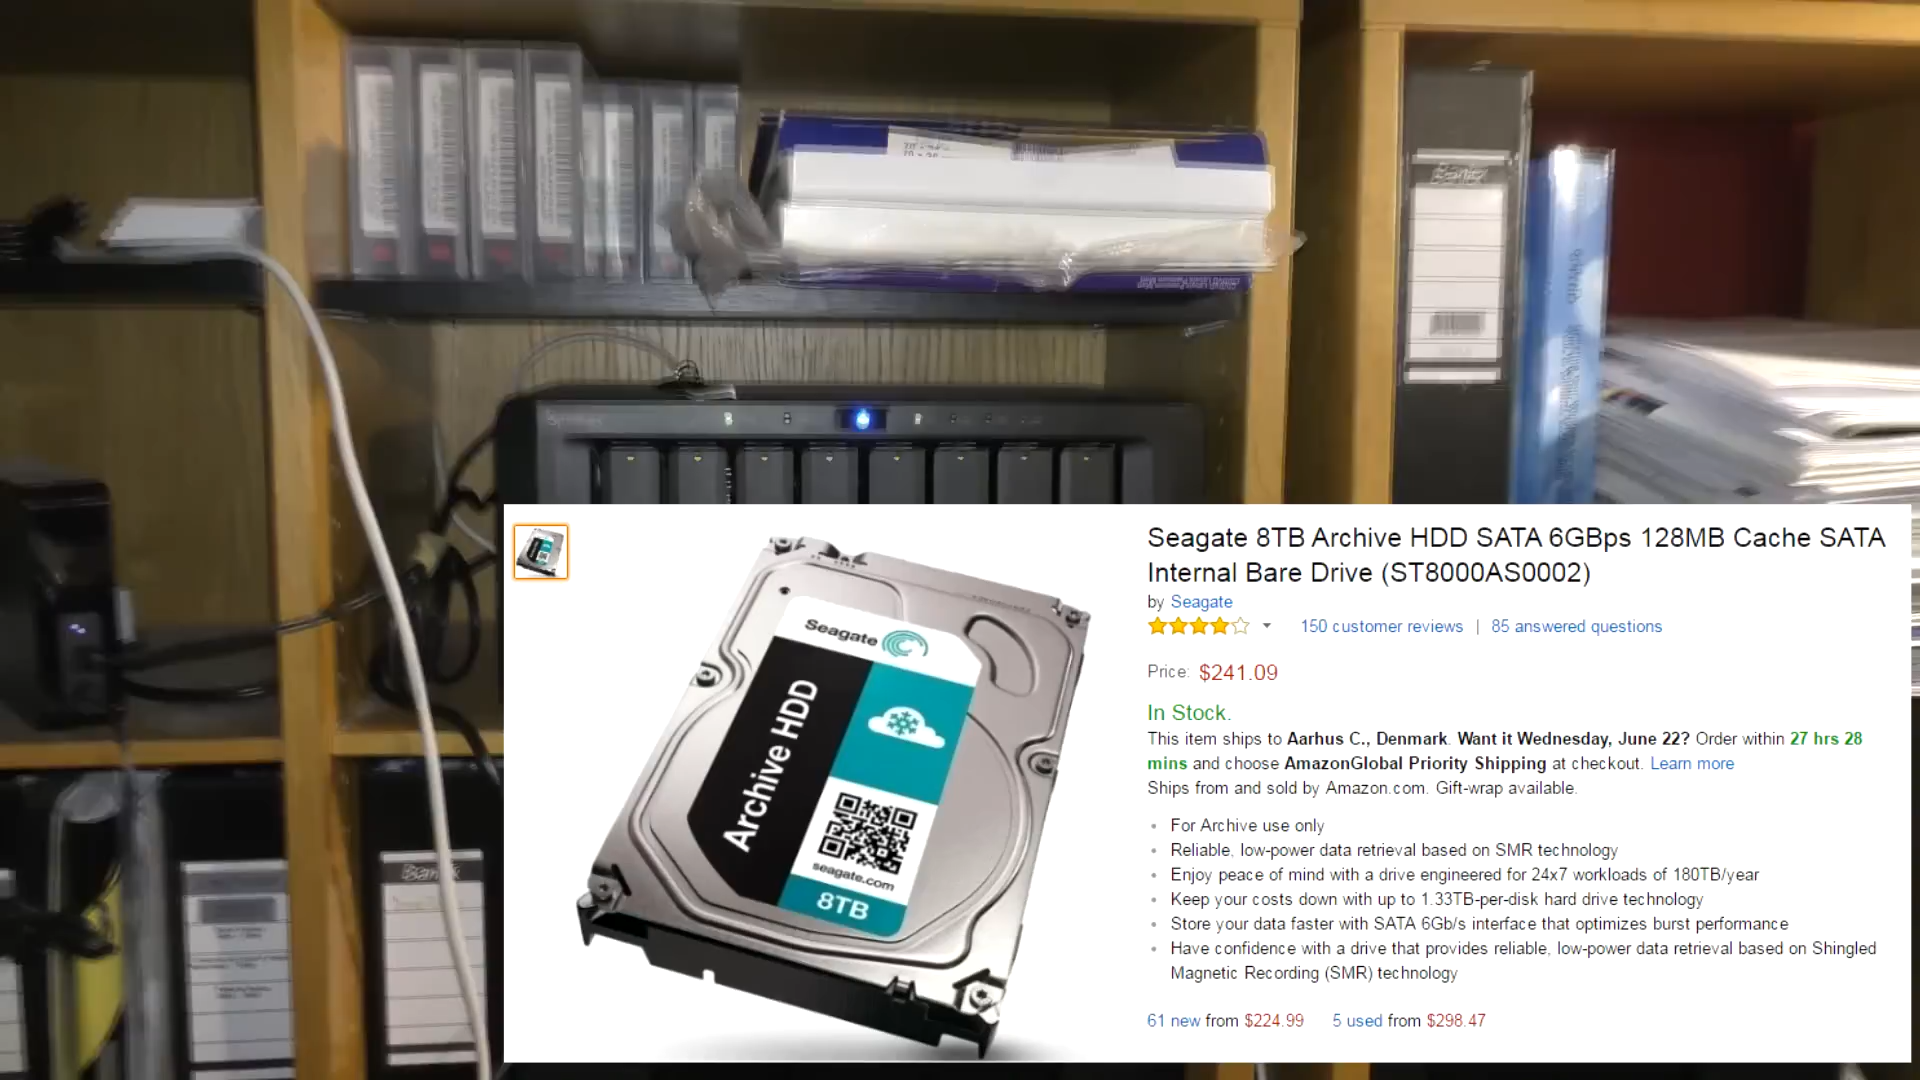 Bantex
Seagate
Archive HDD
seagate.com
8TB
Seagate 8TB Archive HDD SATA 6GBps 128MB Cache SATA
Internal Bare Drive (ST8000AS0002)
by Seagate
150 customer reviews | 85 answered questions
Price: $241.09
In Stock.
This item ships to Aarhus C., Denmark. Want it Wednesday, June 22? Order within 27 hrs 28
mins and choose AmazonGlobal Priority Shipping at checkout. Learn more
Ships from and sold by Amazon.com. Gift-wrap available.
• For Archive use only
• Reliable, low-power data retrieval based on SMR technology
• Enjoy peace of mind with a drive engineered for 24x7 workloads of 180TB/year
• Keep your costs down with up to 1.33TB-per-disk hard drive technology
• Store your data faster with SATA 6Gb/s interface that optimizes burst performance
• Have confidence with a drive that provides reliable, low-power data retrieval based on Shingled
Magnetic Recording (SMR) technology
61 new from $224.99 5 used from $298.47